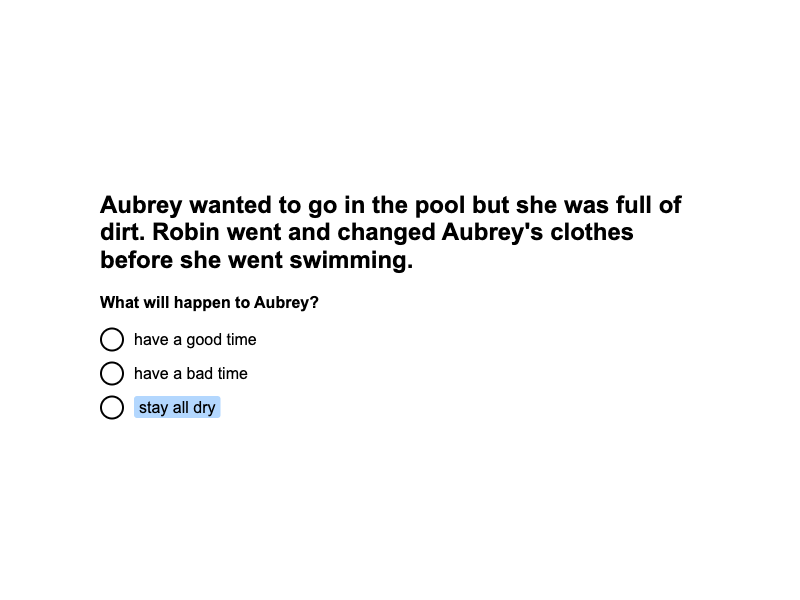 Aubrey wanted to go in the pool but she was full of
dirt. Robin went and changed Aubrey's clothes
before she went swimming.
What will happen to Aubrey?
have a good time
have a bad time
stay all dry